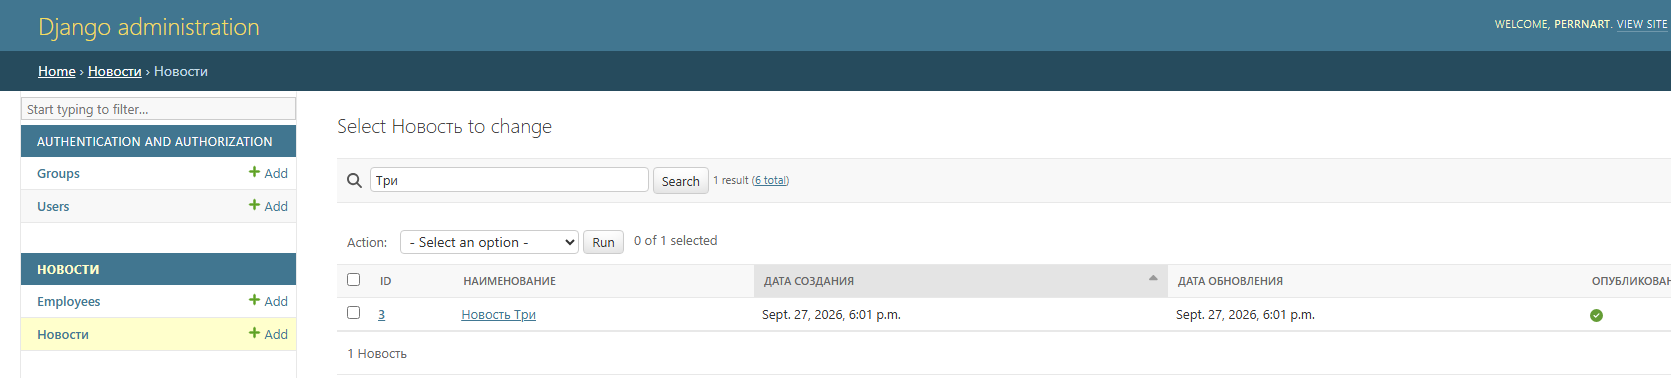 Django administration
WELCOME, PERRNART. VIEW SITE
Home › Новости › Новости
Start typing to filter...
AUTHENTICATION AND AUTHORIZATION
Groups
Add
Users
Add
НОВОСТИ
Employees
Add
Новости
Add
Select Новость to change
Три
Search
1 result (6 total)
Action:
- Select an option -
Run
0 of 1 selected
ID НАИМЕНОВАНИЕ ДАТА СОЗДАНИЯ ДАТА ОБНОВЛЕНИЯ ОПУБЛИКОВАН
3 Новость Три Sept. 27, 2026, 6:01 p.m. Sept. 27, 2026, 6:01 p.m.
1 Новость